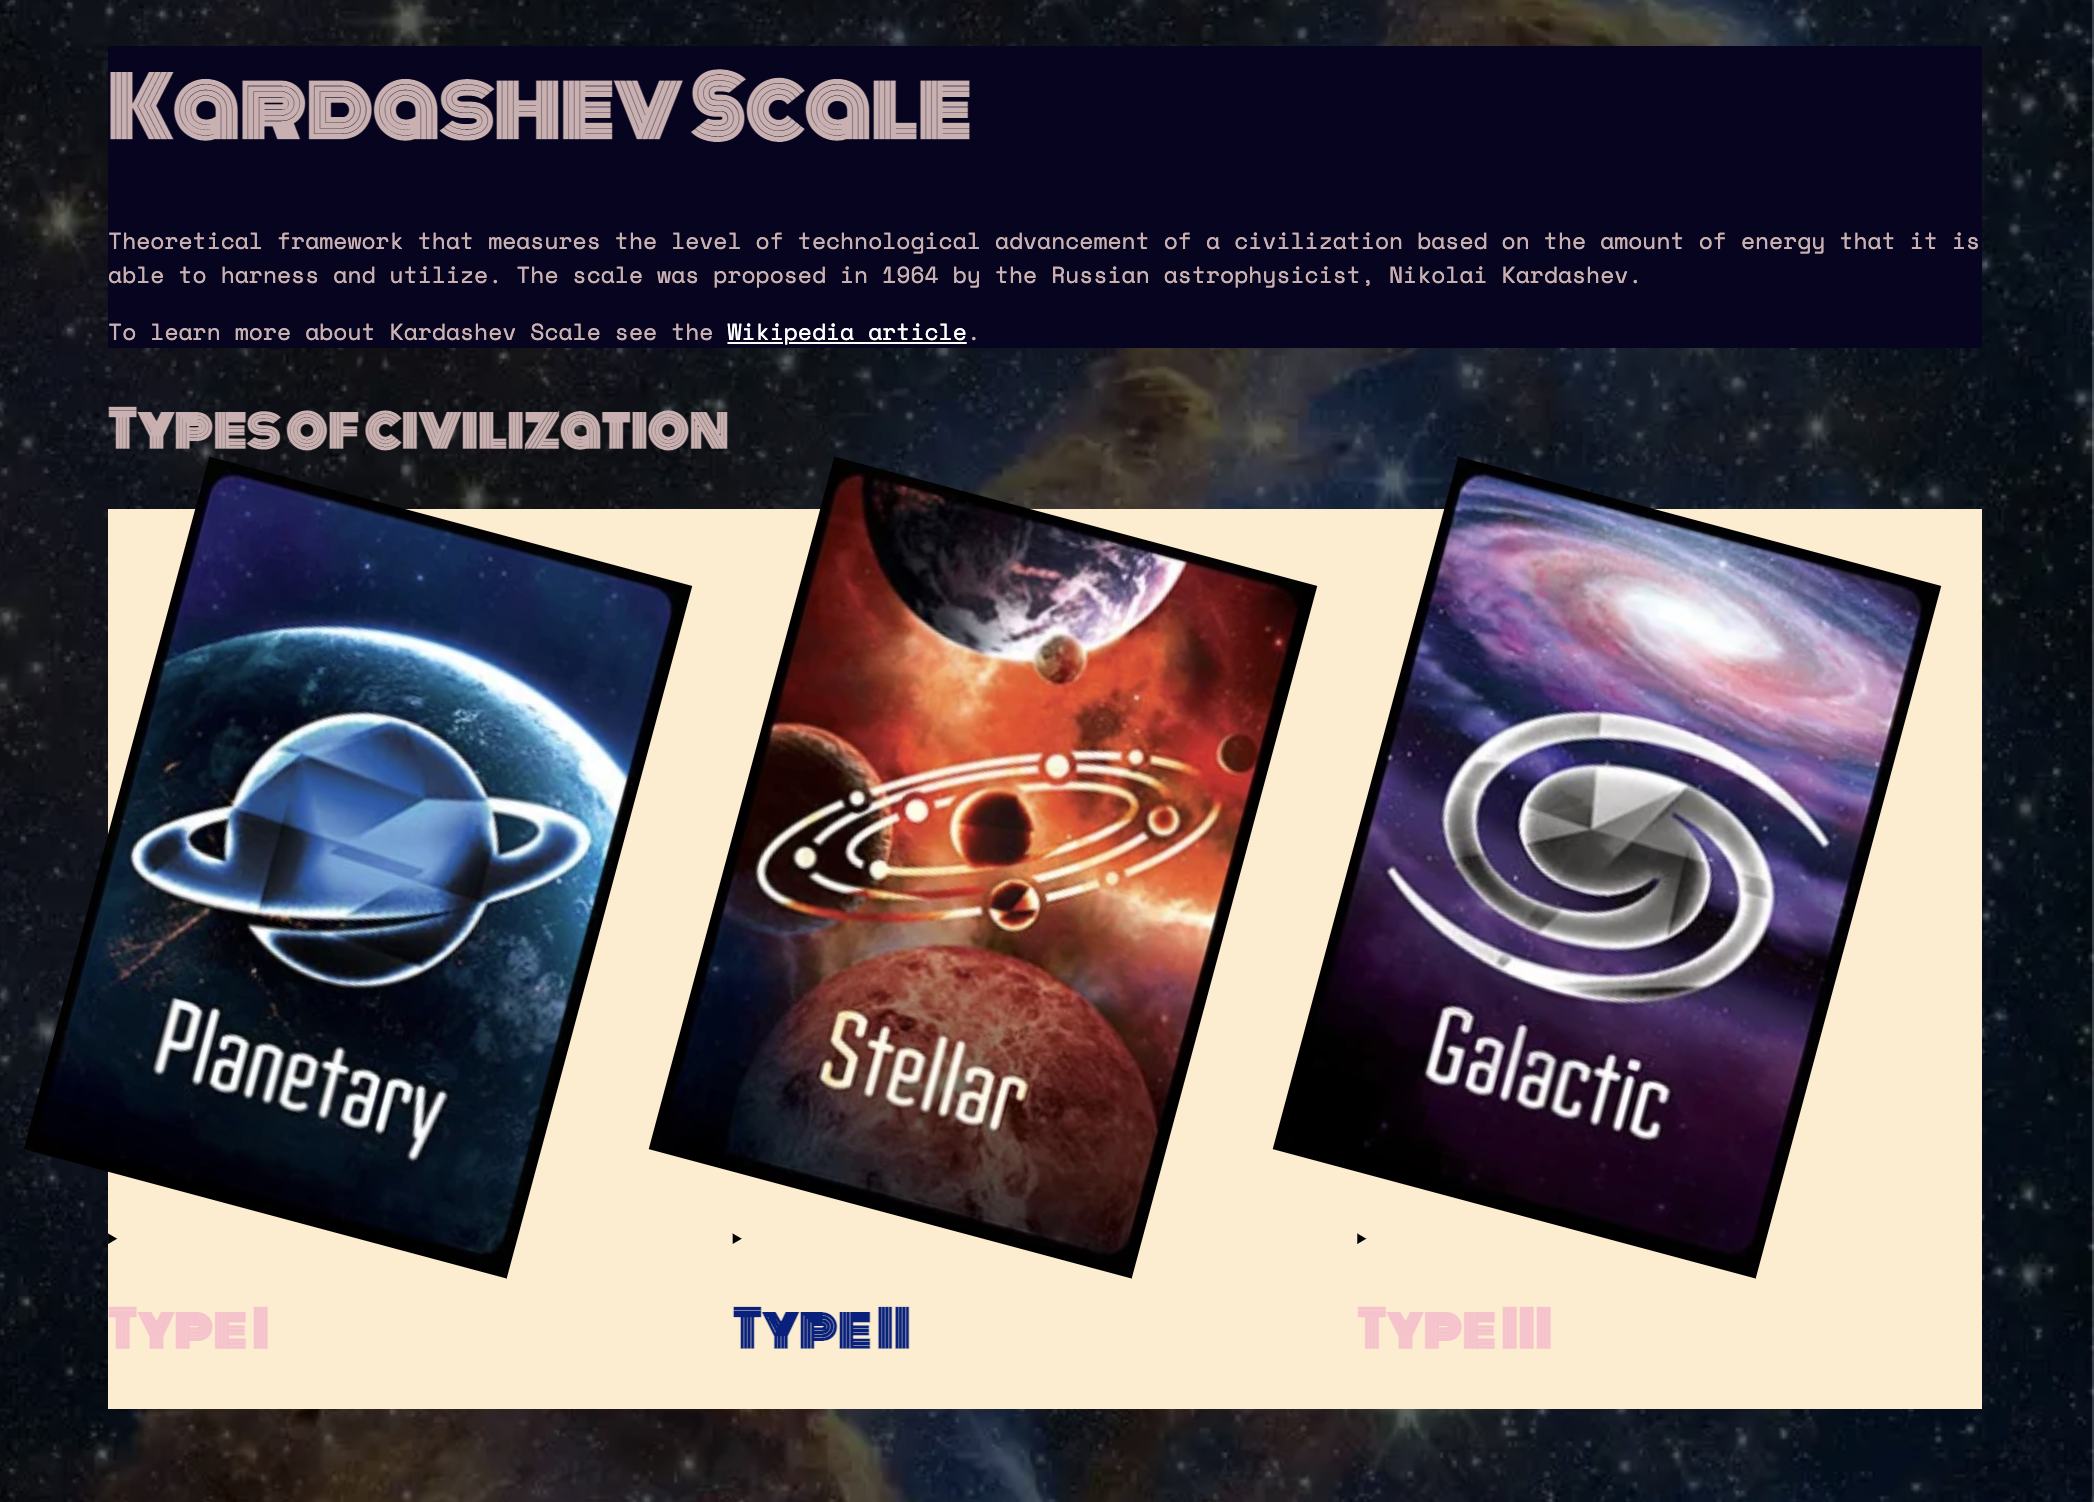 Kardashev Scale
Theoretical framework that measures the level of technological advancement of a civilization based on the amount of energy that it is
able to harness and utilize. The scale was proposed in 1964 by the Russian astrophysicist, Nikolai Kardashev.
To learn more about Kardashev Scale see the Wikipedia article.
Types of civilization
Planetary
Stellar
Galactic
Type I
Type II
Type III